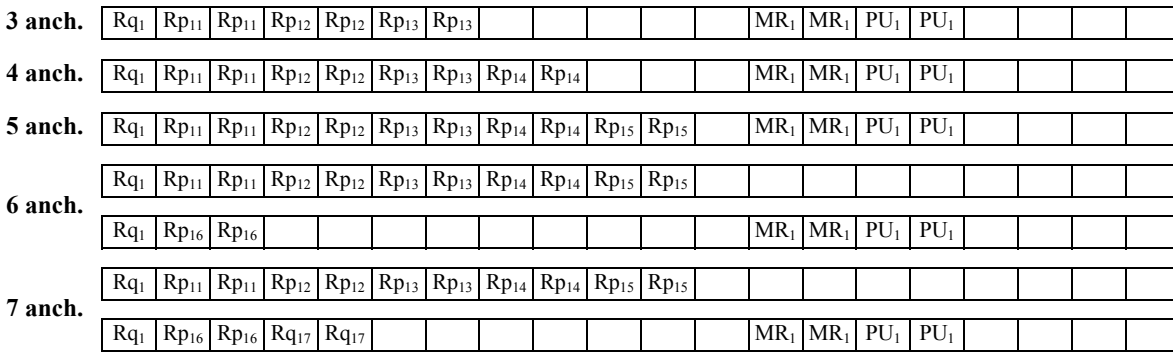 3 anch. Rq1 Rp11 Rp11 Rp12 Rp12 Rp13 Rp13 MR1 MR1 PU1 PU1
4 anch. Rq1 Rp11 Rp11 Rp12 Rp12 Rp13 Rp13 Rp14 Rp14 MR1 MR1 PU1 PU1
5 anch. Rq1 Rp11 Rp11 Rp12 Rp12 Rp13 Rp13 Rp14 Rp14 Rp15 Rp15 MR1 MR1 PU1 PU1
6 anch.
Rq1 Rp11 Rp11 Rp12 Rp12 Rp13 Rp13 Rp14 Rp14 Rp15 Rp15
Rq1 Rp16 Rp16 MR1 MR1 PU1 PU1
7 anch.
Rq1 Rp11 Rp11 Rp12 Rp12 Rp13 Rp13 Rp14 Rp14 Rp15 Rp15
Rq1 Rp16 Rp16 Rq17 Rq17 MR1 MR1 PU1 PU1